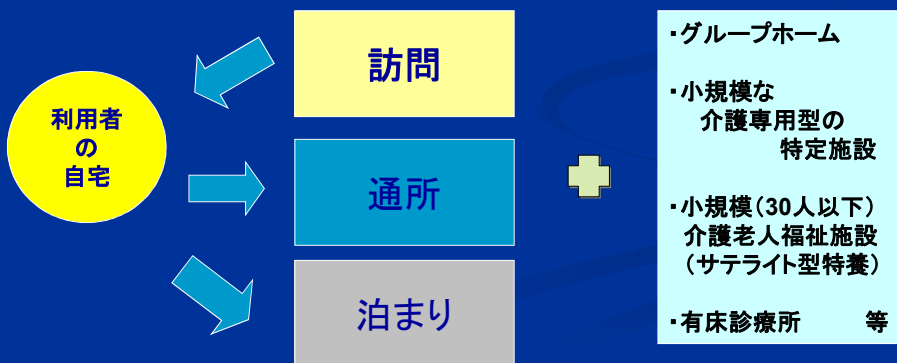 利用者
の
自宅
訪問
通所
泊まり
・グループホーム
・小規模な
介護専用型の
特定施設
・小規模（30人以下）
介護老人福祉施設
（サテライト型特養）
・有床診療所　　等